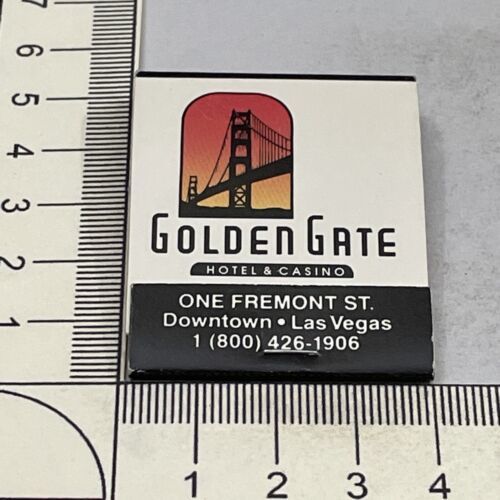 GOLDEN GATE
HOTEL & CASINO
ONE FREMONT ST.
Downtown • Las Vegas
1 (800) 426-1906
7
6
5
4
3
2
1
1 2 3 4